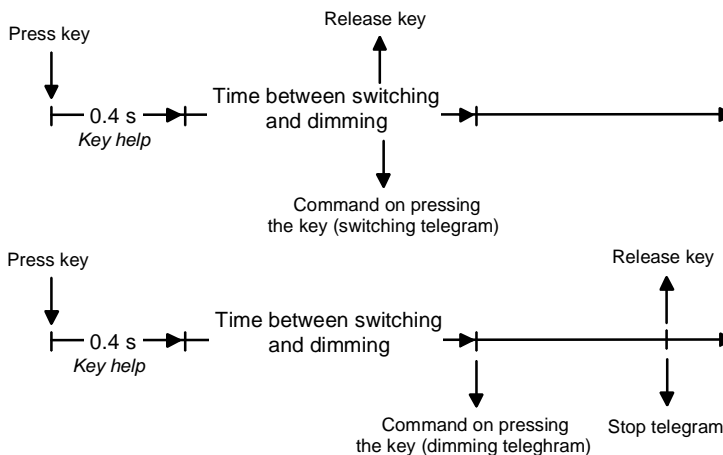 Release key
Press key
Time between switching
0.4 s
and dimming
Key help
Command on pressing
the key (switching telegram)
Press key
Release key
Time between switching
0.4 s
and dimming
Key help
Command on pressing
the key (dimming teleghram)
Stop telegram